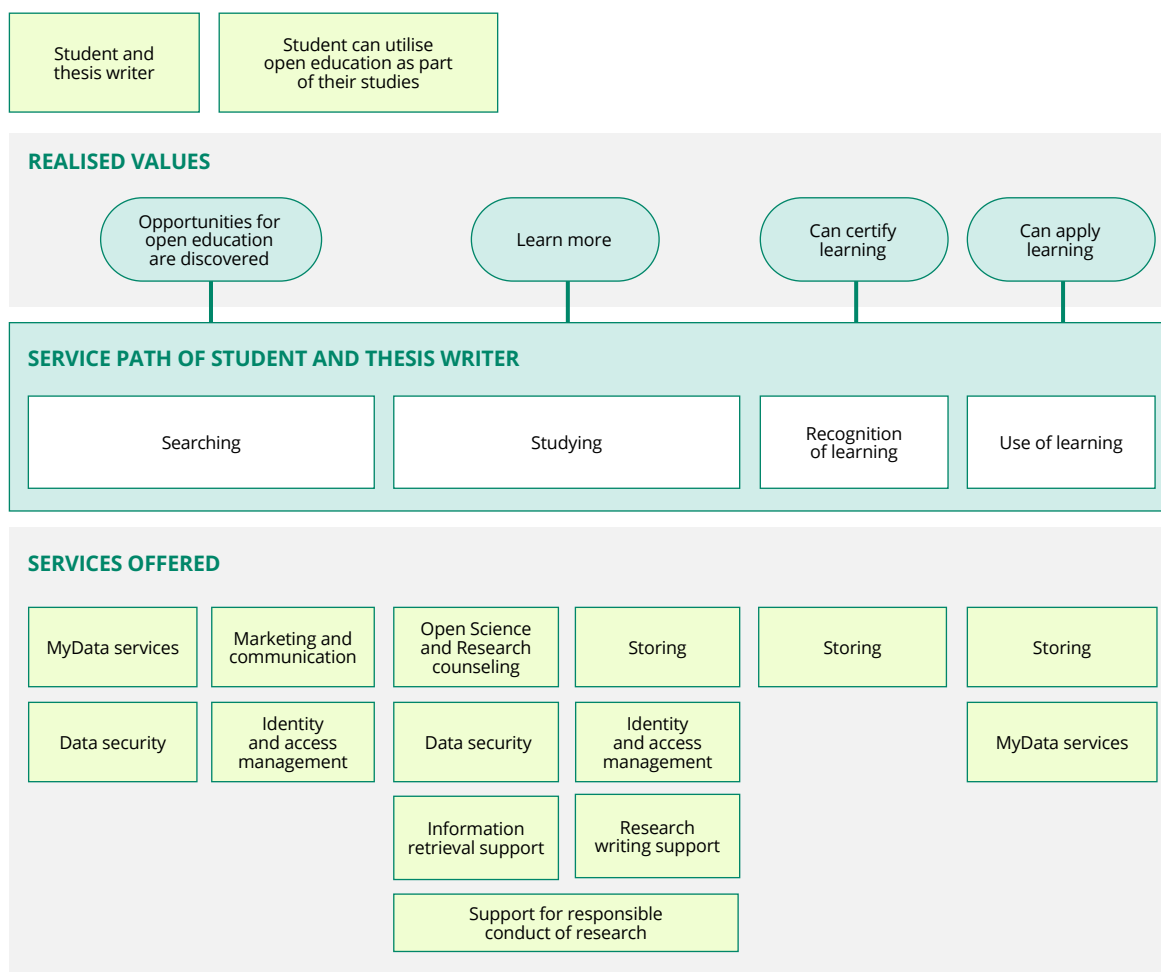 Student and
thesis writer
Student can utilise
open education as part
of their studies
REALISED VALUES
Opportunities for
open education
are discovered
Learn more
Can certify
learning
Can apply
learning
SERVICE PATH OF STUDENT AND THESIS WRITER
Searching
Studying
Recognition
of learning
Use of learning
SERVICES OFFERED
MyData services
Marketing and
communication
Open Science
and Research
counseling
Storing
Storing
Storing
Data security
Identity
and access
management
Data security
Identity
and access
management
MyData services
Information
retrieval support
Research
writing support
Support for responsible
conduct of research